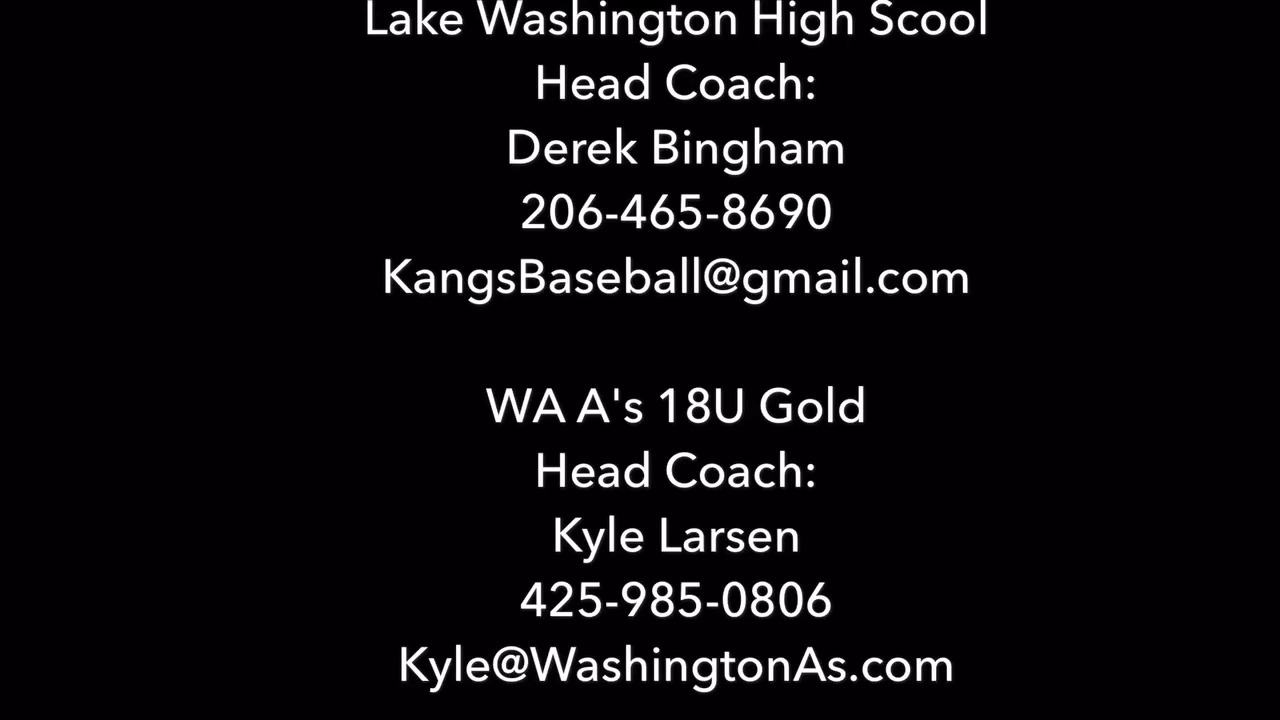 Lake Washington High Scool
Head Coach:
Derek Bingham
206-465-8690
KangsBaseball@gmail.com
WA A's 18U Gold
Head Coach:
Kyle Larsen
425-985-0806
Kyle@WashingtonAs.com